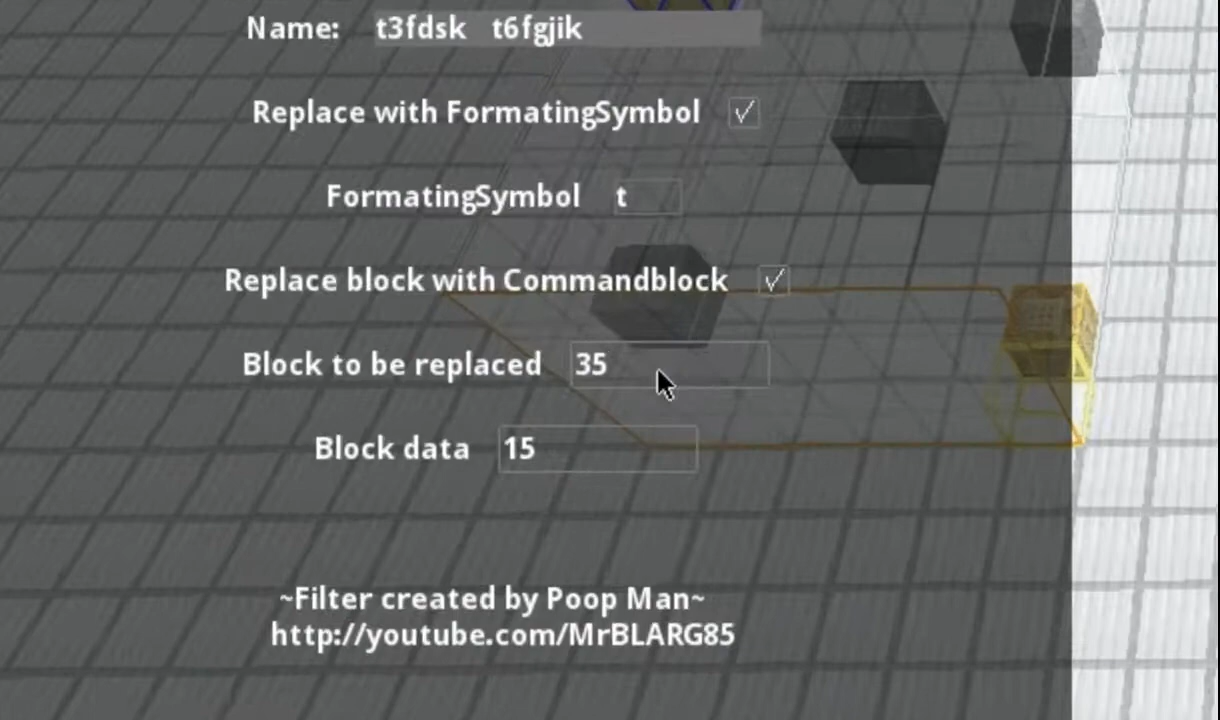 Name: t3fdsk t6fgjik
Replace with FormatingSymbol ✓
FormatingSymbol t
Replace block with Commandblock ✓
Block to be replaced 35
Block data 15
~Filter created by Poop Man~
http://youtube.com/MrBLARG85